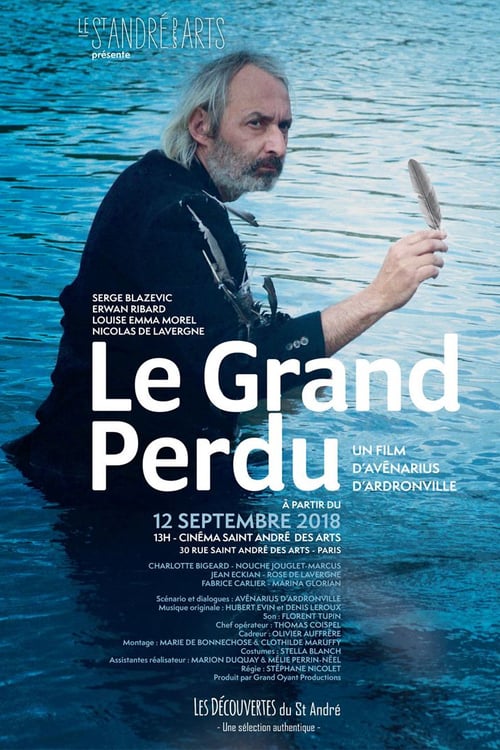 LE ST ANDRÉ DES ARTS
présente
SERGE BLAZEVIC
ERWAN RIBARD
LOUISE EMMA MOREL
NICOLAS DE LAVERGNE
Le Grand
Perdu
UN FILM
D'AVÈNARIUS
D'ARDRONVILLE
À PARTIR DU
12 SEPTEMBRE 2018
13H - CINÉMA SAINT ANDRÉ DES ARTS
30 RUE SAINT ANDRÉ DES ARTS - PARIS
CHARLOTTE BIGEARD - NOUCHE JOUGLET-MARCUS
JEAN ECKIAN - ROSE DE LAVERGNE
FABRICE CARLIER - MARINA GLORIAN
Scénario et dialogues : AVÈNARIUS D'ARDRONVILLE
Musique originale : HUBERT EVIN et DENIS LEROUX
Son : FLORENT TUPIN
Chef opérateur : THOMAS COISPEL
Cadreur : OLIVIER AUFFRÈRE
Montage : MARIE DE BONNECHOSE & CLOTHILDE MARUFFY
Costumes : STELLA BLANCH
Assistantes réalisateur : MARION DUQUAY & MÉLIE PERRIN-NÉEL
Régie : STÉPHANE NICOLET
Produit par Grand Oyant Productions
LES DÉCOUVERTES du St André
- Une sélection authentique -